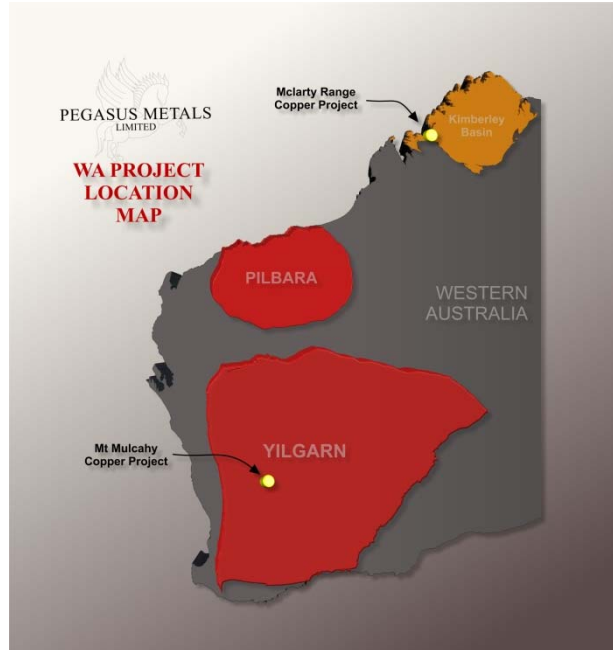 PEGASUS METALS
LIMITED
WA PROJECT
LOCATION
MAP
Mclarty Range
Copper Project
Kimberley
Basin
PILBARA
WESTERN
AUSTRALIA
YILGARN
Mt Mulcahy
Copper Project